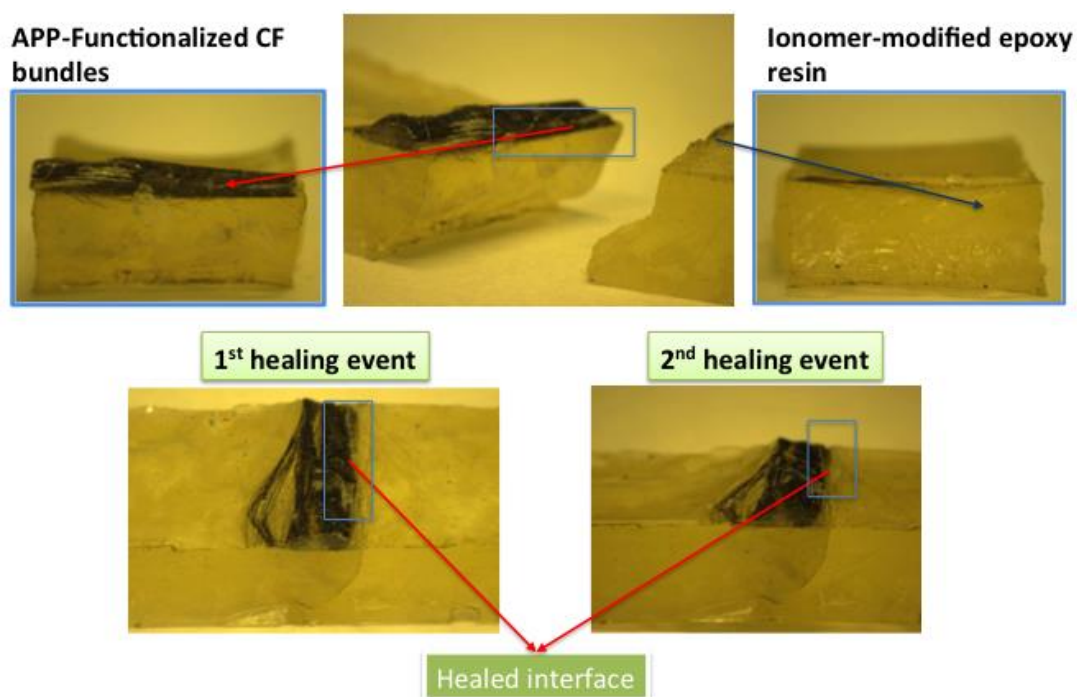 APP-Functionalized CF
bundles
Ionomer-modified epoxy
resin
1st healing event
2nd healing event
Healed interface